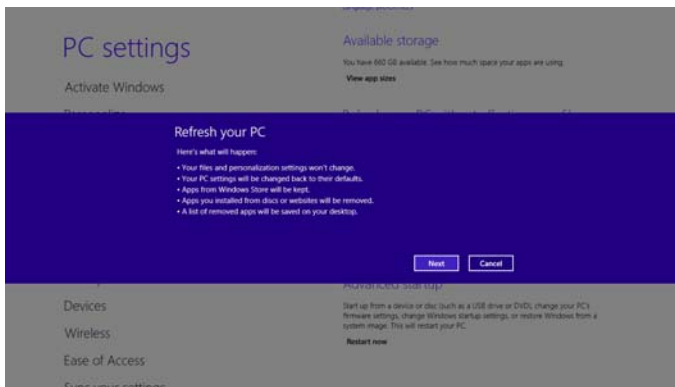 PC settings
Activate Windows
Available storage
You have 660 GB available. See how much space your apps are using.
View app sizes
Refresh your PC
Here's what will happen:
• Your files and personalization settings won't change.
• Your PC settings will be changed back to their defaults.
• Apps from Windows Store will be kept.
• Apps you installed from discs or websites will be removed.
• A list of removed apps will be saved on your desktop.
Next
Cancel
Devices
Wireless
Ease of Access
Advanced startup
Start up from a device or disc (such as a USB drive or DVD), change your PC's
firmware settings, change Windows startup settings, or restore Windows from a
system image. This will restart your PC.
Restart now